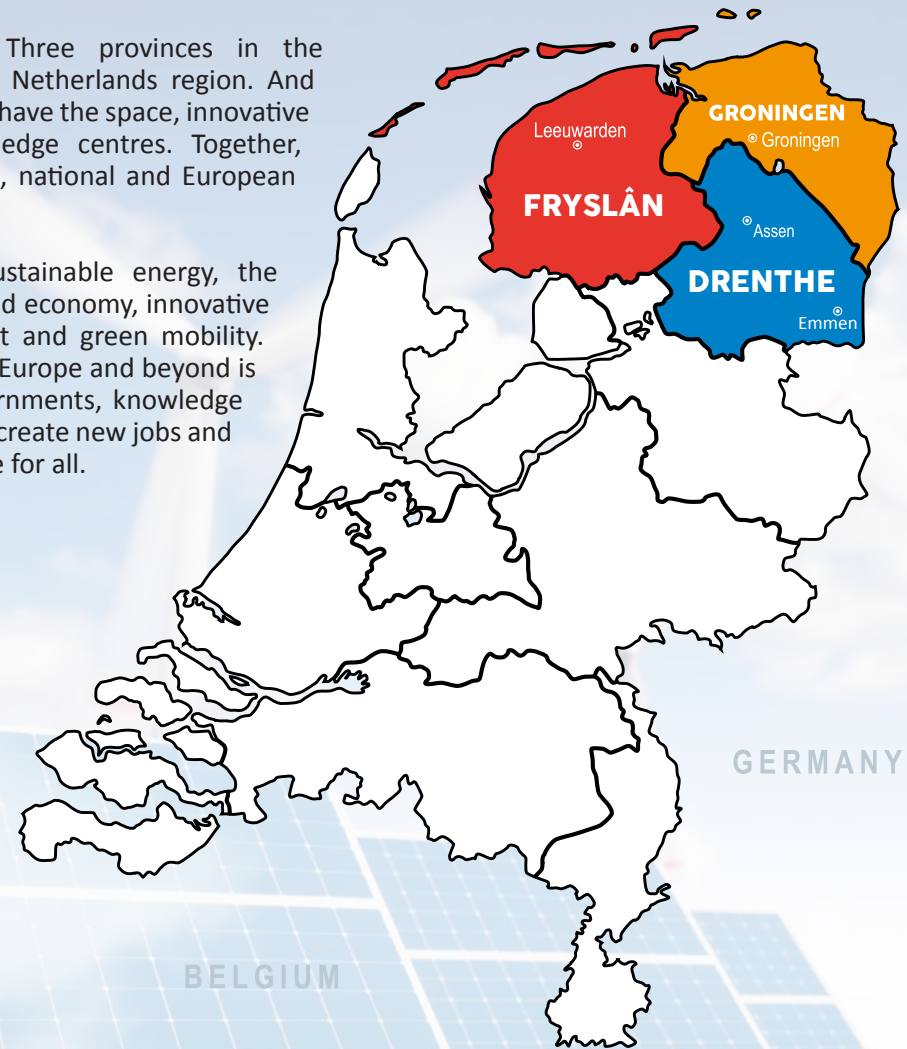 Three provinces in the
Netherlands region. And
have the space, innovative
edge centres. Together,
, national and European
ustainable energy, the
d economy, innovative
t and green mobility.
Europe and beyond is
rnments, knowledge
create new jobs and
e for all.
GRONINGEN
Groningen
Leeuwarden
FRYSLÂN
Assen
DRENTHE
Emmen
GERMANY
BELGIUM